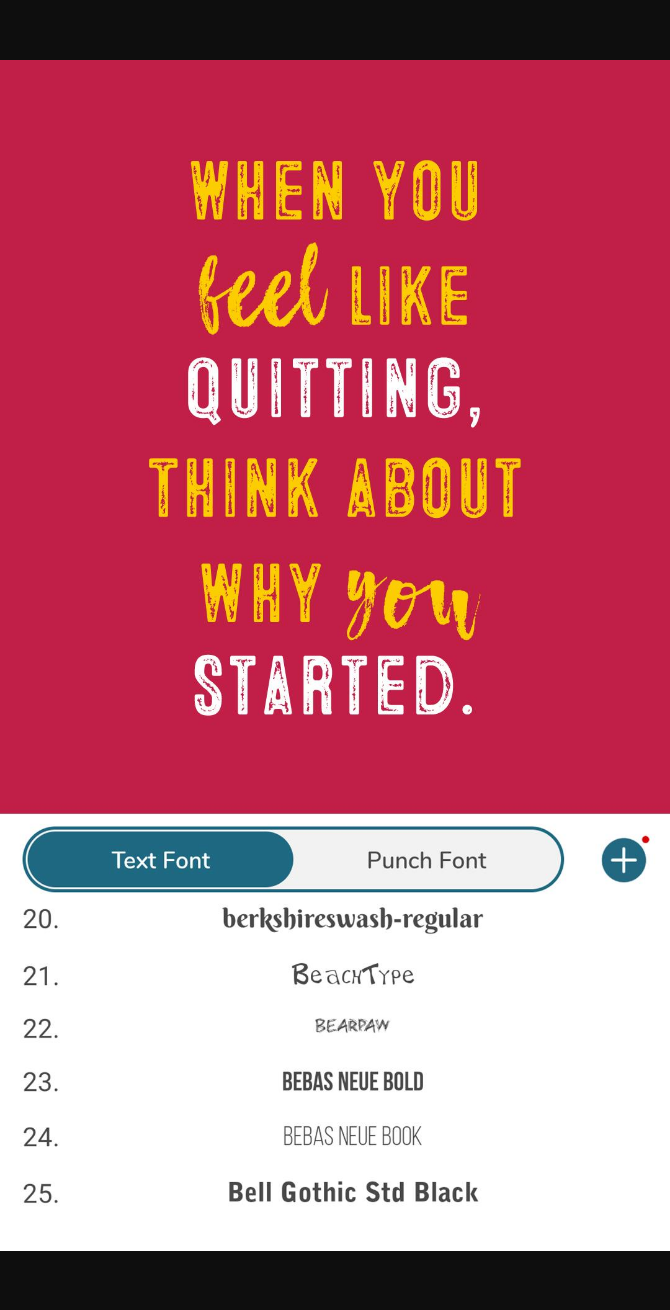 WHEN YOU
feel LIKE
QUITTING,
THINK ABOUT
WHY you
STARTED.
Text Font
Punch Font
20. berkshireswash-regular
21. BeachType
22. BEARPAW
23. BEBAS NEUE BOLD
24. BEBAS NEUE BOOK
25. Bell Gothic Std Black